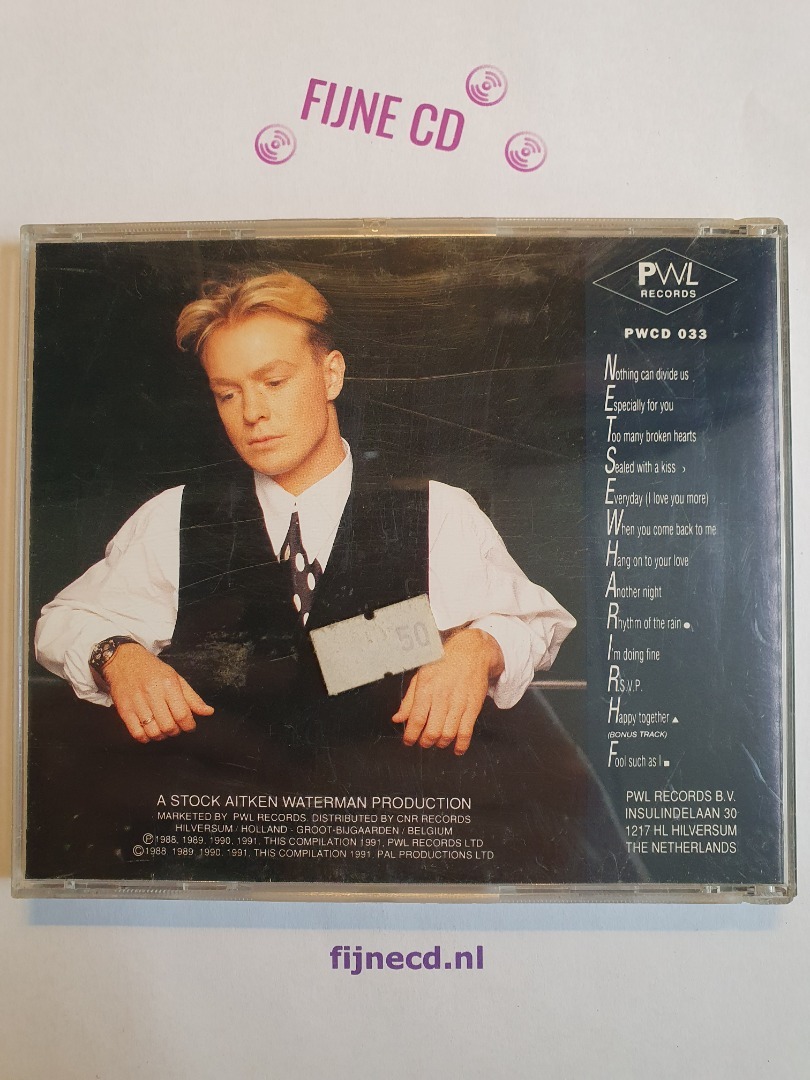 FIJNE CD
PWL
RECORDS
PWCD 033
Nothing can divide us
Especially for you
Too many broken hearts
Sealed with a kiss
Everyday (I love you more)
When you come back to me
Hang on to your love
Another night
Rhythm of the rain ●
I'm doing fine
R.S.V.P.
Happy together ▲
(BONUS TRACK)
Fool such as I ■
50
A STOCK AITKEN WATERMAN PRODUCTION
MARKETED BY PWL RECORDS. DISTRIBUTED BY CNR RECORDS
HILVERSUM / HOLLAND - GROOT-BIJGAARDEN / BELGIUM
Ⓟ1988, 1989, 1990, 1991, THIS COMPILATION 1991, PWL RECORDS LTD
©1988, 1989, 1990, 1991, THIS COMPILATION 1991, PAL PRODUCTIONS LTD
PWL RECORDS B.V.
INSULINDELAAN 30
1217 HL HILVERSUM
THE NETHERLANDS
fijnecd.nl